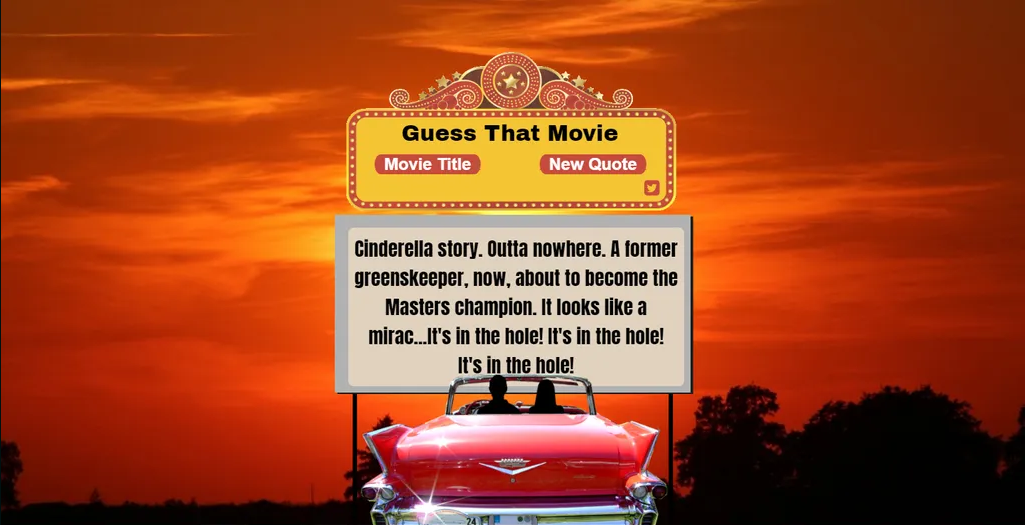 Guess That Movie
Movie Title
New Quote
Cinderella story. Outta nowhere. A former
greenskeeper, now, about to become the
Masters champion. It looks like a
mirac...It's in the hole! It's in the hole!
It's in the hole!
24